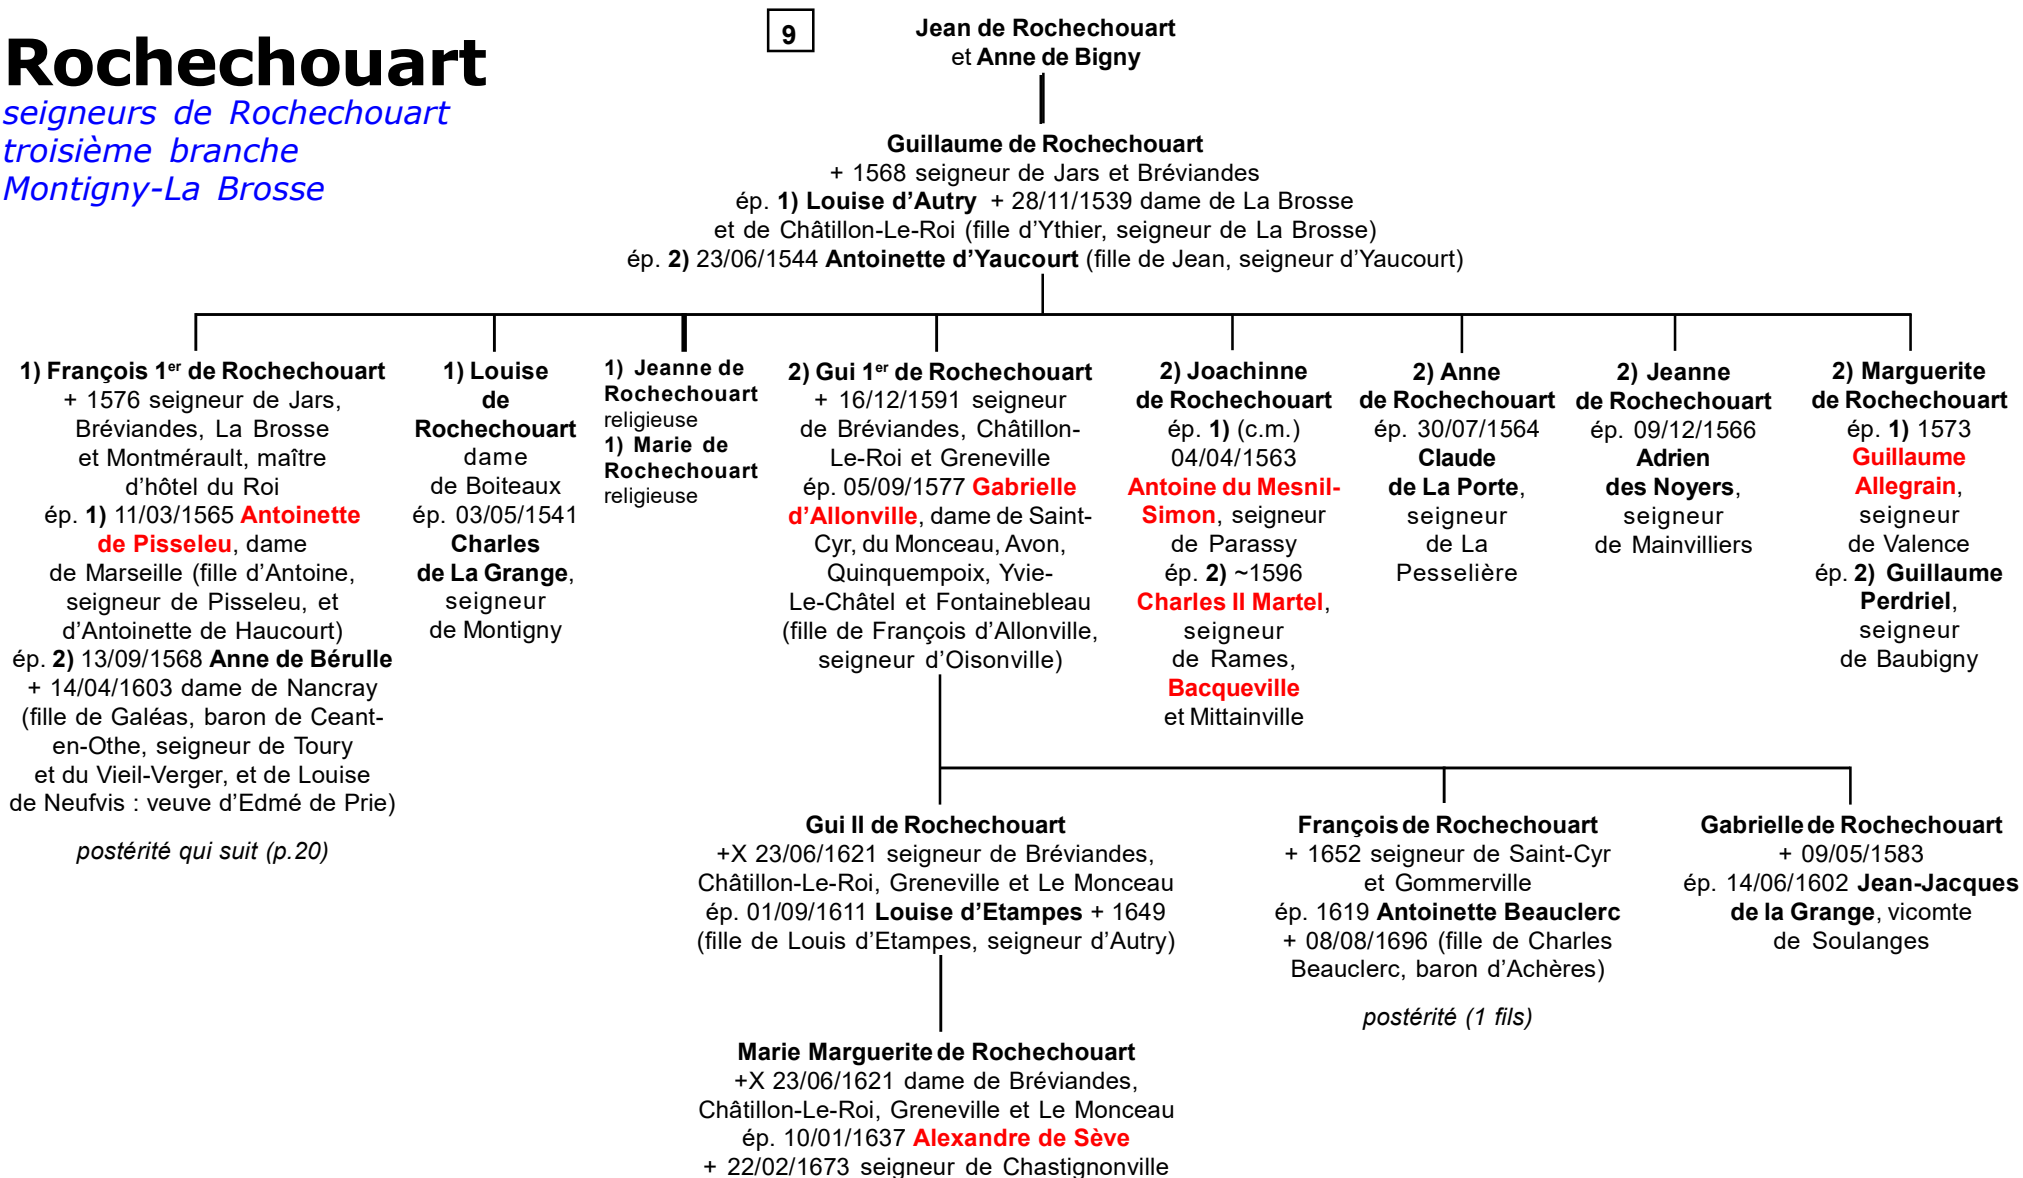 Rochechouart
seigneurs de Rochechouart
troisième branche
Montigny-La Brosse
9
Jean de Rochechouart
et Anne de Bigny
Guillaume de Rochechouart
+ 1568 seigneur de Jars et Bréviandes
ép. 1) Louise d’Autry + 28/11/1539 dame de La Brosse
et de Châtillon-Le-Roi (fille d’Ythier, seigneur de La Brosse)
ép. 2) 23/06/1544 Antoinette d’Yaucourt (fille de Jean, seigneur d’Yaucourt)
1) François 1er de Rochechouart
+ 1576 seigneur de Jars,
Bréviandes, La Brosse
et Montmérault, maître
d’hôtel du Roi
ép. 1) 11/03/1565 Antoinette
de Pisseleu, dame
de Marseille (fille d’Antoine,
seigneur de Pisseleu, et
d’Antoinette de Haucourt)
ép. 2) 13/09/1568 Anne de Bérulle
+ 14/04/1603 dame de Nancray
(fille de Galéas, baron de Ceant-
en-Othe, seigneur de Toury
et du Vieil-Verger, et de Louise
de Neufvis : veuve d’Edmé de Prie)
postérité qui suit (p.20)
1) Louise
de
Rochechouart
dame
de Boiteaux
ép. 03/05/1541
Charles
de La Grange,
seigneur
de Montigny
1) Jeanne de
Rochechouart
religieuse
1) Marie de
Rochechouart
religieuse
2) Gui 1er de Rochechouart
+ 16/12/1591 seigneur
de Bréviandes, Châtillon-
Le-Roi et Greneville
ép. 05/09/1577 Gabrielle
d’Allonville, dame de Saint-
Cyr, du Monceau, Avon,
Quinquempoix, Yvie-
Le-Châtel et Fontainebleau
(fille de François d’Allonville,
seigneur d’Oisonville)
2) Joachinne
de Rochechouart
ép. 1) (c.m.)
04/04/1563
Antoine du Mesnil-
Simon, seigneur
de Parassy
ép. 2) ~1596
Charles II Martel,
seigneur
de Rames,
Bacqueville
et Mittainville
2) Anne
de Rochechouart
ép. 30/07/1564
Claude
de La Porte,
seigneur
de La
Pesselière
2) Jeanne
de Rochechouart
ép. 09/12/1566
Adrien
des Noyers,
seigneur
de Mainvilliers
2) Marguerite
de Rochechouart
ép. 1) 1573
Guillaume
Allegrain,
seigneur
de Valence
ép. 2) Guillaume
Perdriel,
seigneur
de Baubigny
Gui II de Rochechouart
+X 23/06/1621 seigneur de Bréviandes,
Châtillon-Le-Roi, Greneville et Le Monceau
ép. 01/09/1611 Louise d’Etampes + 1649
(fille de Louis d’Etampes, seigneur d’Autry)
François de Rochechouart
+ 1652 seigneur de Saint-Cyr
et Gommerville
ép. 1619 Antoinette Beauclerc
+ 08/08/1696 (fille de Charles
Beauclerc, baron d’Achères)
postérité (1 fils)
Gabrielle de Rochechouart
+ 09/05/1583
ép. 14/06/1602 Jean-Jacques
de la Grange, vicomte
de Soulanges
Marie Marguerite de Rochechouart
+X 23/06/1621 dame de Bréviandes,
Châtillon-Le-Roi, Greneville et Le Monceau
ép. 10/01/1637 Alexandre de Sève
+ 22/02/1673 seigneur de Chastignonville